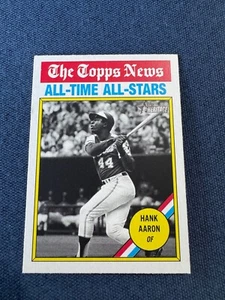 The Topps News
ALL-TIME ALL-STARS
44
HANK
AARON
OF